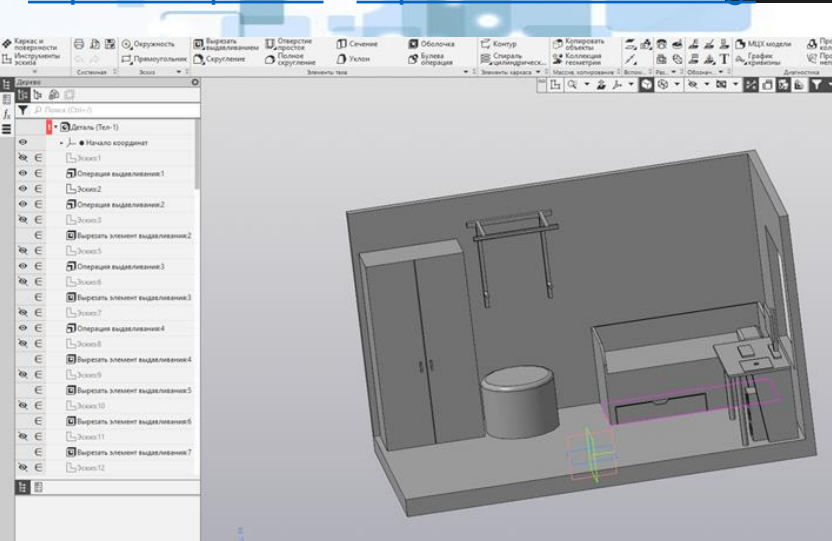 Каркас и поверхности
Инструменты эскиза
Окружность
Прямоугольник
Вырезать выдавливанием
Скругление
Отверстие простое
Полное скругление
Сечение
Уклон
Оболочка
Булева операция
Контур
Спираль цилиндрическ...
Копировать объекты
Коллекция геометрии
МЦХ модели
График кривизны
Системная
Эскиз
Элементы тела
Элементы каркаса
Массив, копирование
Вспом...
Раз...
Обознач...
Диагностика
Дерево
Поиск (Ctrl+/)
Деталь (Тел-1)
Начало координат
Эскиз:1
Операция выдавливания:1
Эскиз:2
Операция выдавливания:2
Эскиз:3
Вырезать элемент выдавливания:2
Эскиз:5
Операция выдавливания:3
Эскиз:6
Вырезать элемент выдавливания:3
Эскиз:7
Операция выдавливания:4
Эскиз:8
Вырезать элемент выдавливания:4
Эскиз:9
Вырезать элемент выдавливания:5
Эскиз:10
Вырезать элемент выдавливания:6
Эскиз:11
Вырезать элемент выдавливания:7
Эскиз:12